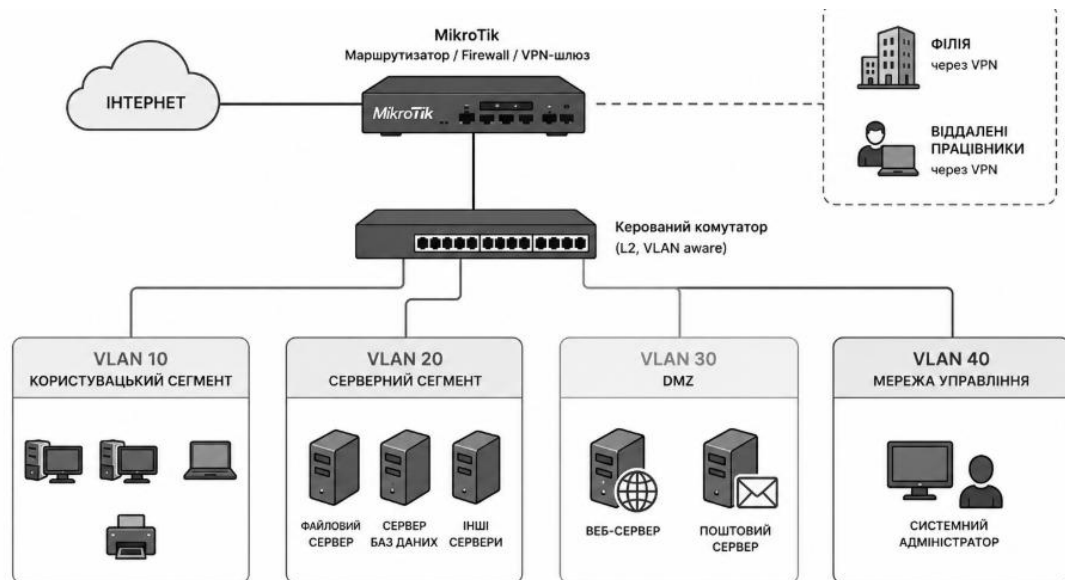 MikroTik
Маршрутизатор / Firewall / VPN-шлюз
ІНТЕРНЕТ
MikroTik
ФІЛІЯ
через VPN
ВІДДАЛЕНІ
ПРАЦІВНИКИ
через VPN
Керований комутатор
(L2, VLAN aware)
VLAN 10
КОРИСТУВАЦЬКИЙ СЕГМЕНТ
VLAN 20
СЕРВЕРНИЙ СЕГМЕНТ
ФАЙЛОВИЙ
СЕРВЕР
СЕРВЕР
БАЗ ДАНИХ
ІНШІ
СЕРВЕРИ
VLAN 30
DMZ
ВЕБ-СЕРВЕР
ПОШТОВИЙ
СЕРВЕР
VLAN 40
МЕРЕЖА УПРАВЛІННЯ
СИСТЕМНИЙ
АДМІНІСТРАТОР